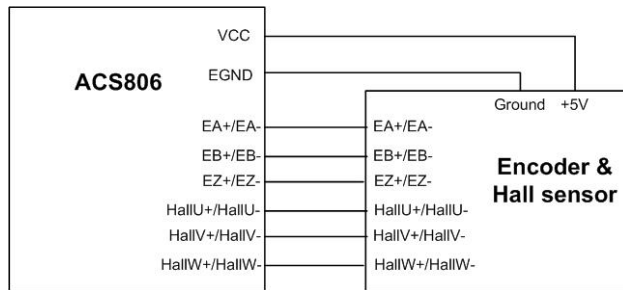 VCC
ACS806
EGND
Ground +5V
EA+/EA- EA+/EA-
EB+/EB- EB+/EB-
EZ+/EZ- EZ+/EZ-
Encoder &
Hall sensor
HallU+/HallU- HallU+/HallU-
HallV+/HallV- HallV+/HallV-
HallW+/HallW- HallW+/HallW-